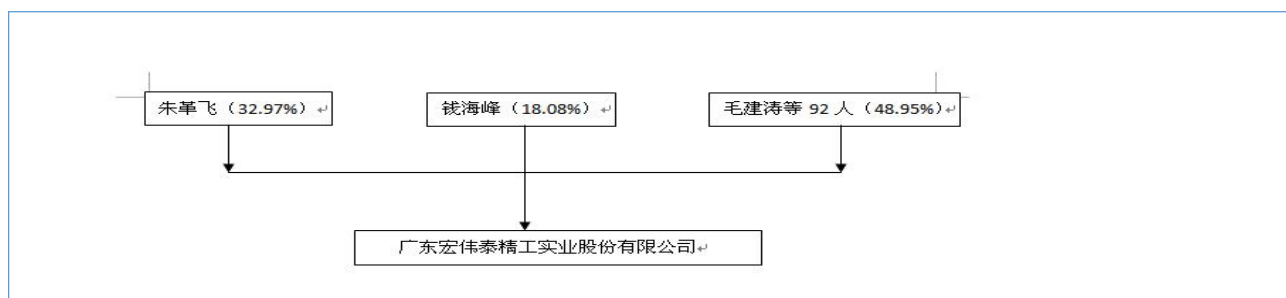 朱革飞（32.97%）
钱海峰（18.08%）
毛建涛等 92 人（48.95%）
广东宏伟泰精工实业股份有限公司